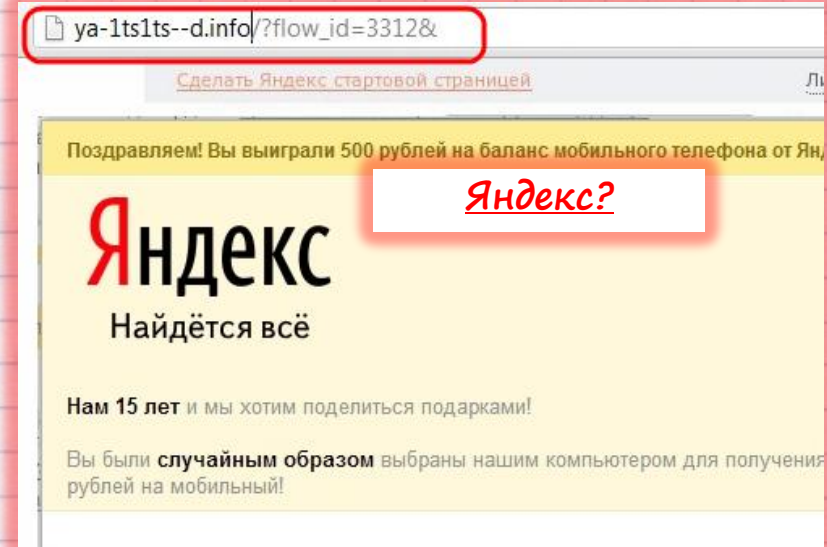 ya-1ts1ts--d.info/?flow_id=3312&
Сделать Яндекс стартовой страницей
Поздравляем! Вы выиграли 500 рублей на баланс мобильного телефона от
Яндекс?
Яндекс
Найдётся всё
Нам 15 лет и мы хотим поделиться подарками!
Вы были случайным образом выбраны нашим компьютером для получения
рублей на мобильный!